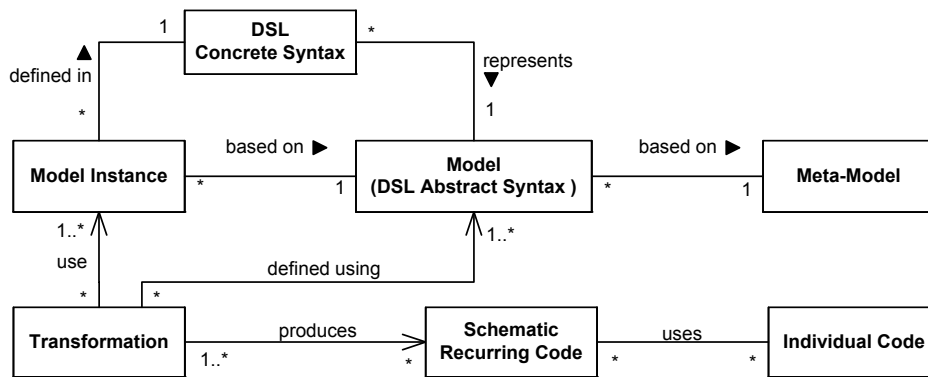 DSL
Concrete Syntax
1
*
defined in
represents
*
1
Model Instance
based on
*
1
Model
(DSL Abstract Syntax )
based on
*
1
Meta-Model
1..*
1..*
use
defined using
*
*
Transformation
produces
1..*
*
Schematic
Recurring Code
uses
*
*
Individual Code